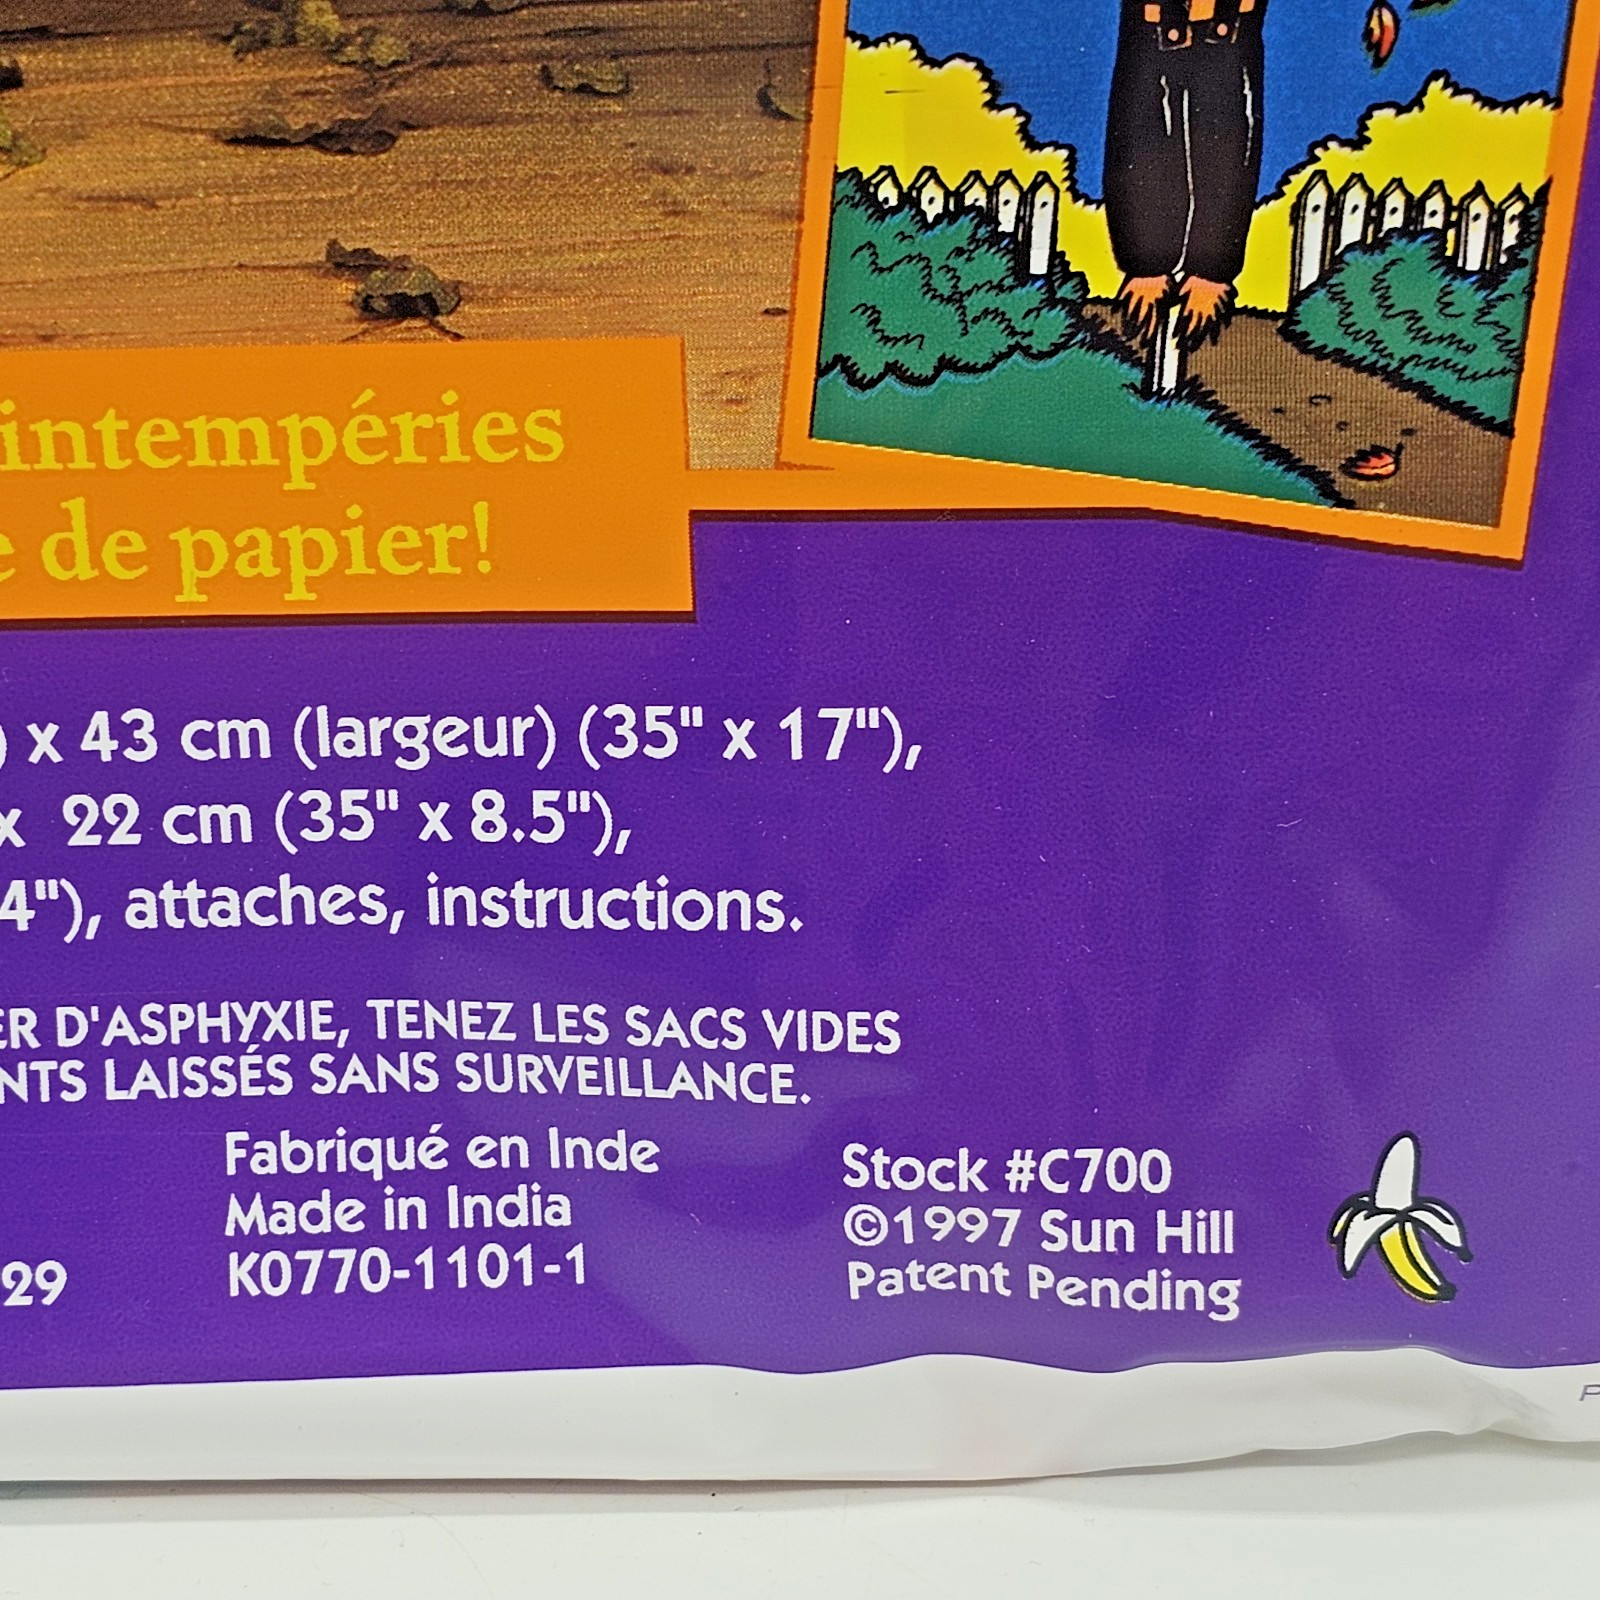 intempéries
e de papier!
) x 43 cm (largeur) (35" x 17"),
x 22 cm (35" x 8.5"),
4"), attaches, instructions.
ER D'ASPHYXIE, TENEZ LES SACS VIDES
NTS LAISSÉS SANS SURVEILLANCE.
Fabriqué en Inde
Made in India
K0770-1101-1
29
Stock #C700
©1997 Sun Hill
Patent Pending
P